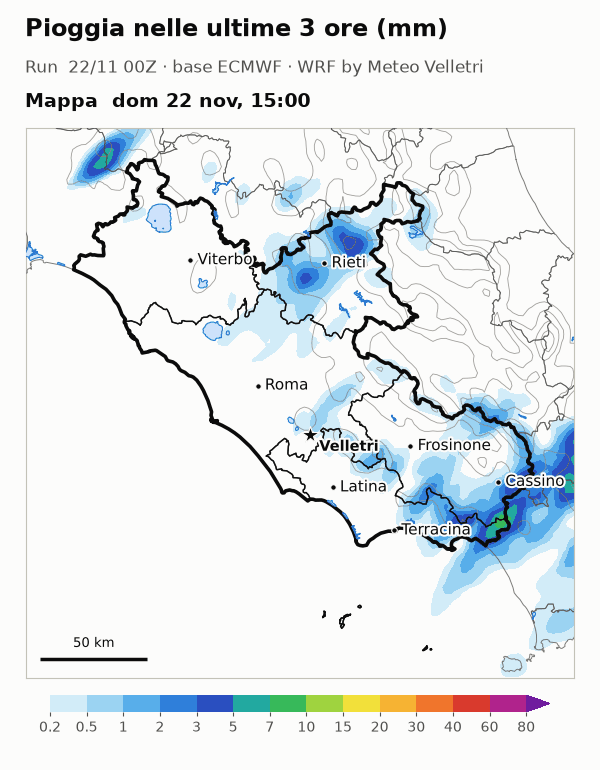 Pioggia nelle ultime 3 ore (mm)
Run  22/11 00Z · base ECMWF · WRF by Meteo Velletri
Mappa  dom 22 nov, 15:00
Viterbo
Rieti
Roma
Velletri
Frosinone
Latina
Cassino
Terracina
50 km
0.2 0.5 1 2 3 5 7 10 15 20 30 40 60 80